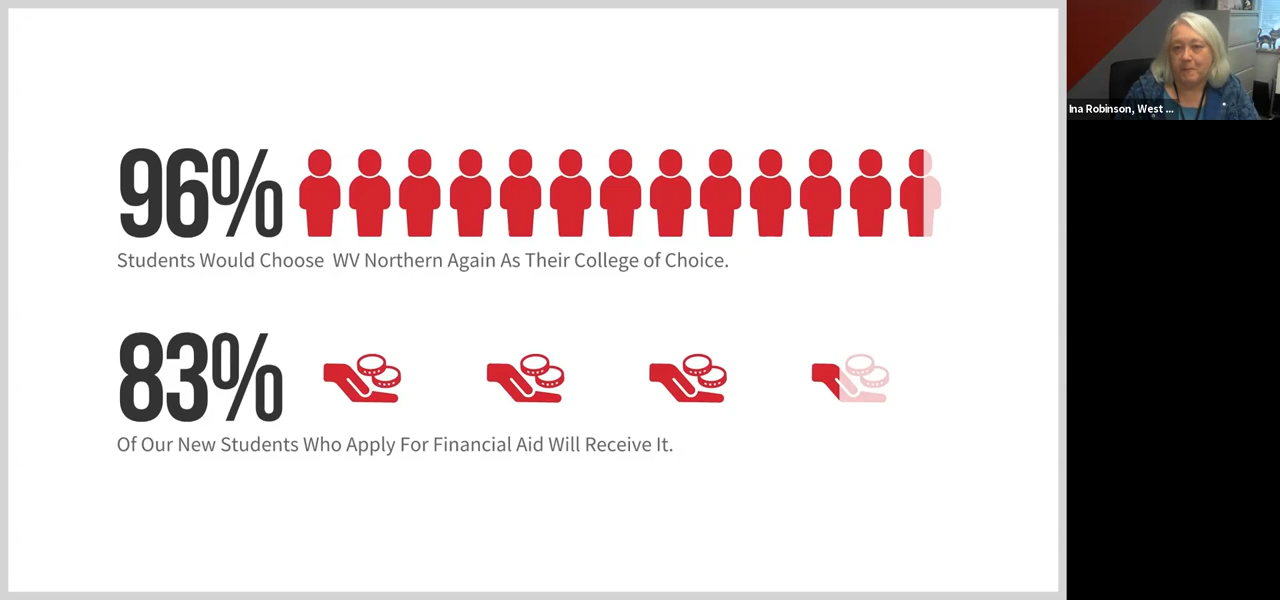 96%
Students Would Choose WV Northern Again As Their College of Choice.
83%
Of Our New Students Who Apply For Financial Aid Will Receive It.
Ina Robinson, West ...